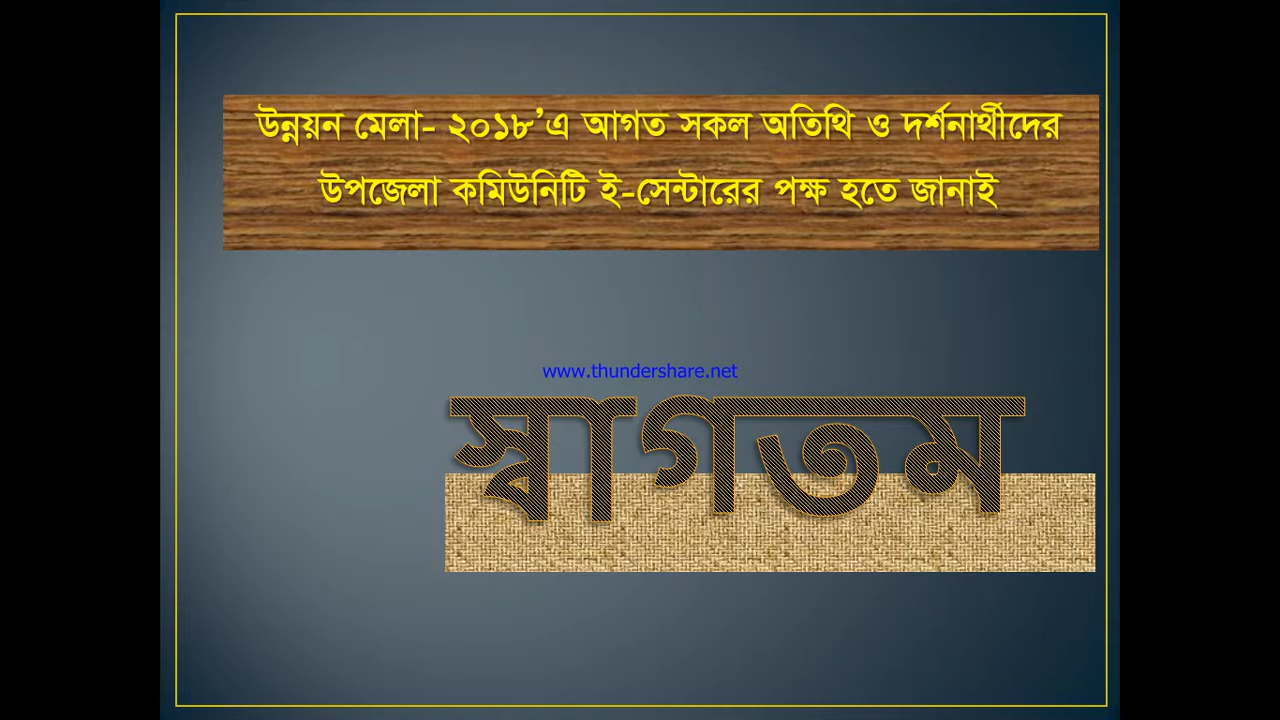 উন্নয়ন মেলা- ২০১৮’এ আগত সকল অতিথি ও দর্শনার্থীদের
উপজেলা কমিউনিটি ই-সেন্টারের পক্ষ হতে জানাই
www.thundershare.net
স্বাগতম